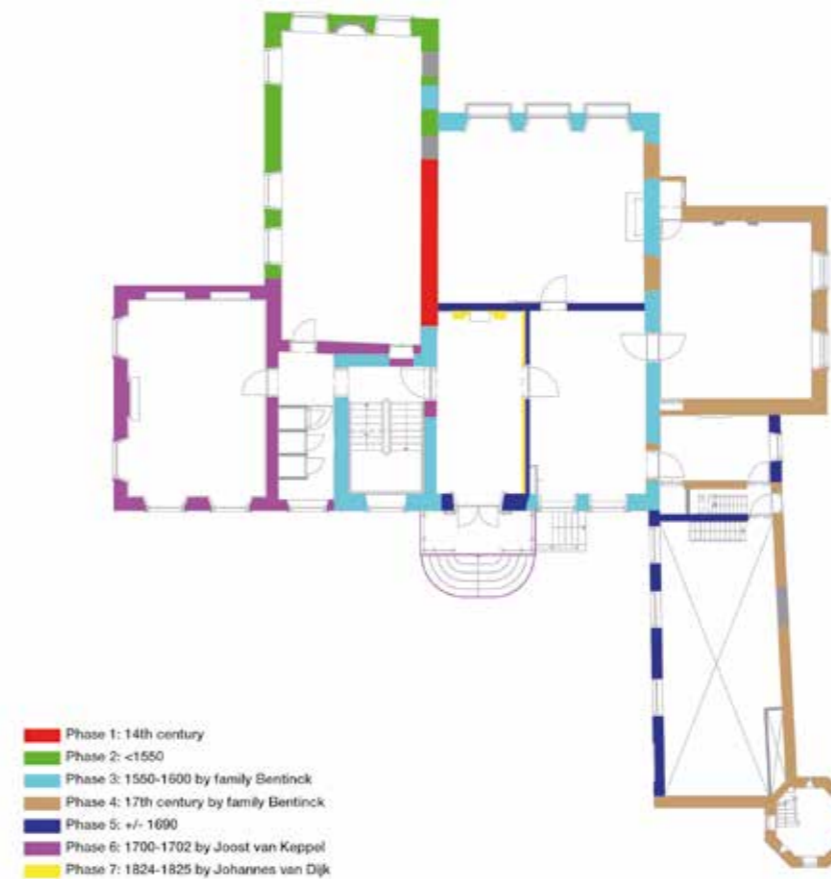 Phase 1: 14th century
Phase 2: <1550
Phase 3: 1550-1600 by family Bentinck
Phase 4: 17th century by family Bentinck
Phase 5: +/- 1690
Phase 6: 1700-1702 by Joost van Keppel
Phase 7: 1824-1825 by Johannes van Dijk